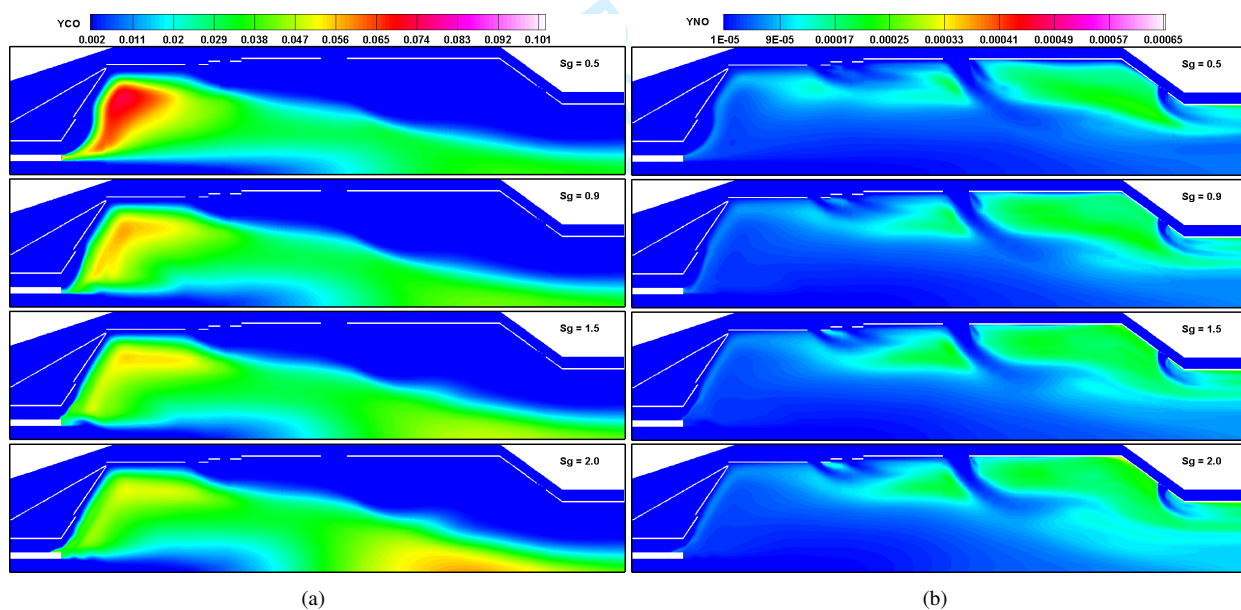 YCO
0.002 0.011 0.02 0.029 0.038 0.047 0.056 0.065 0.074 0.083 0.092 0.101
Sg = 0.5
Sg = 0.9
Sg = 1.5
Sg = 2.0
(a)
YNO
1E-05 9E-05 0.00017 0.00025 0.00033 0.00041 0.00049 0.00057 0.00065
Sg = 0.5
Sg = 0.9
Sg = 1.5
Sg = 2.0
(b)